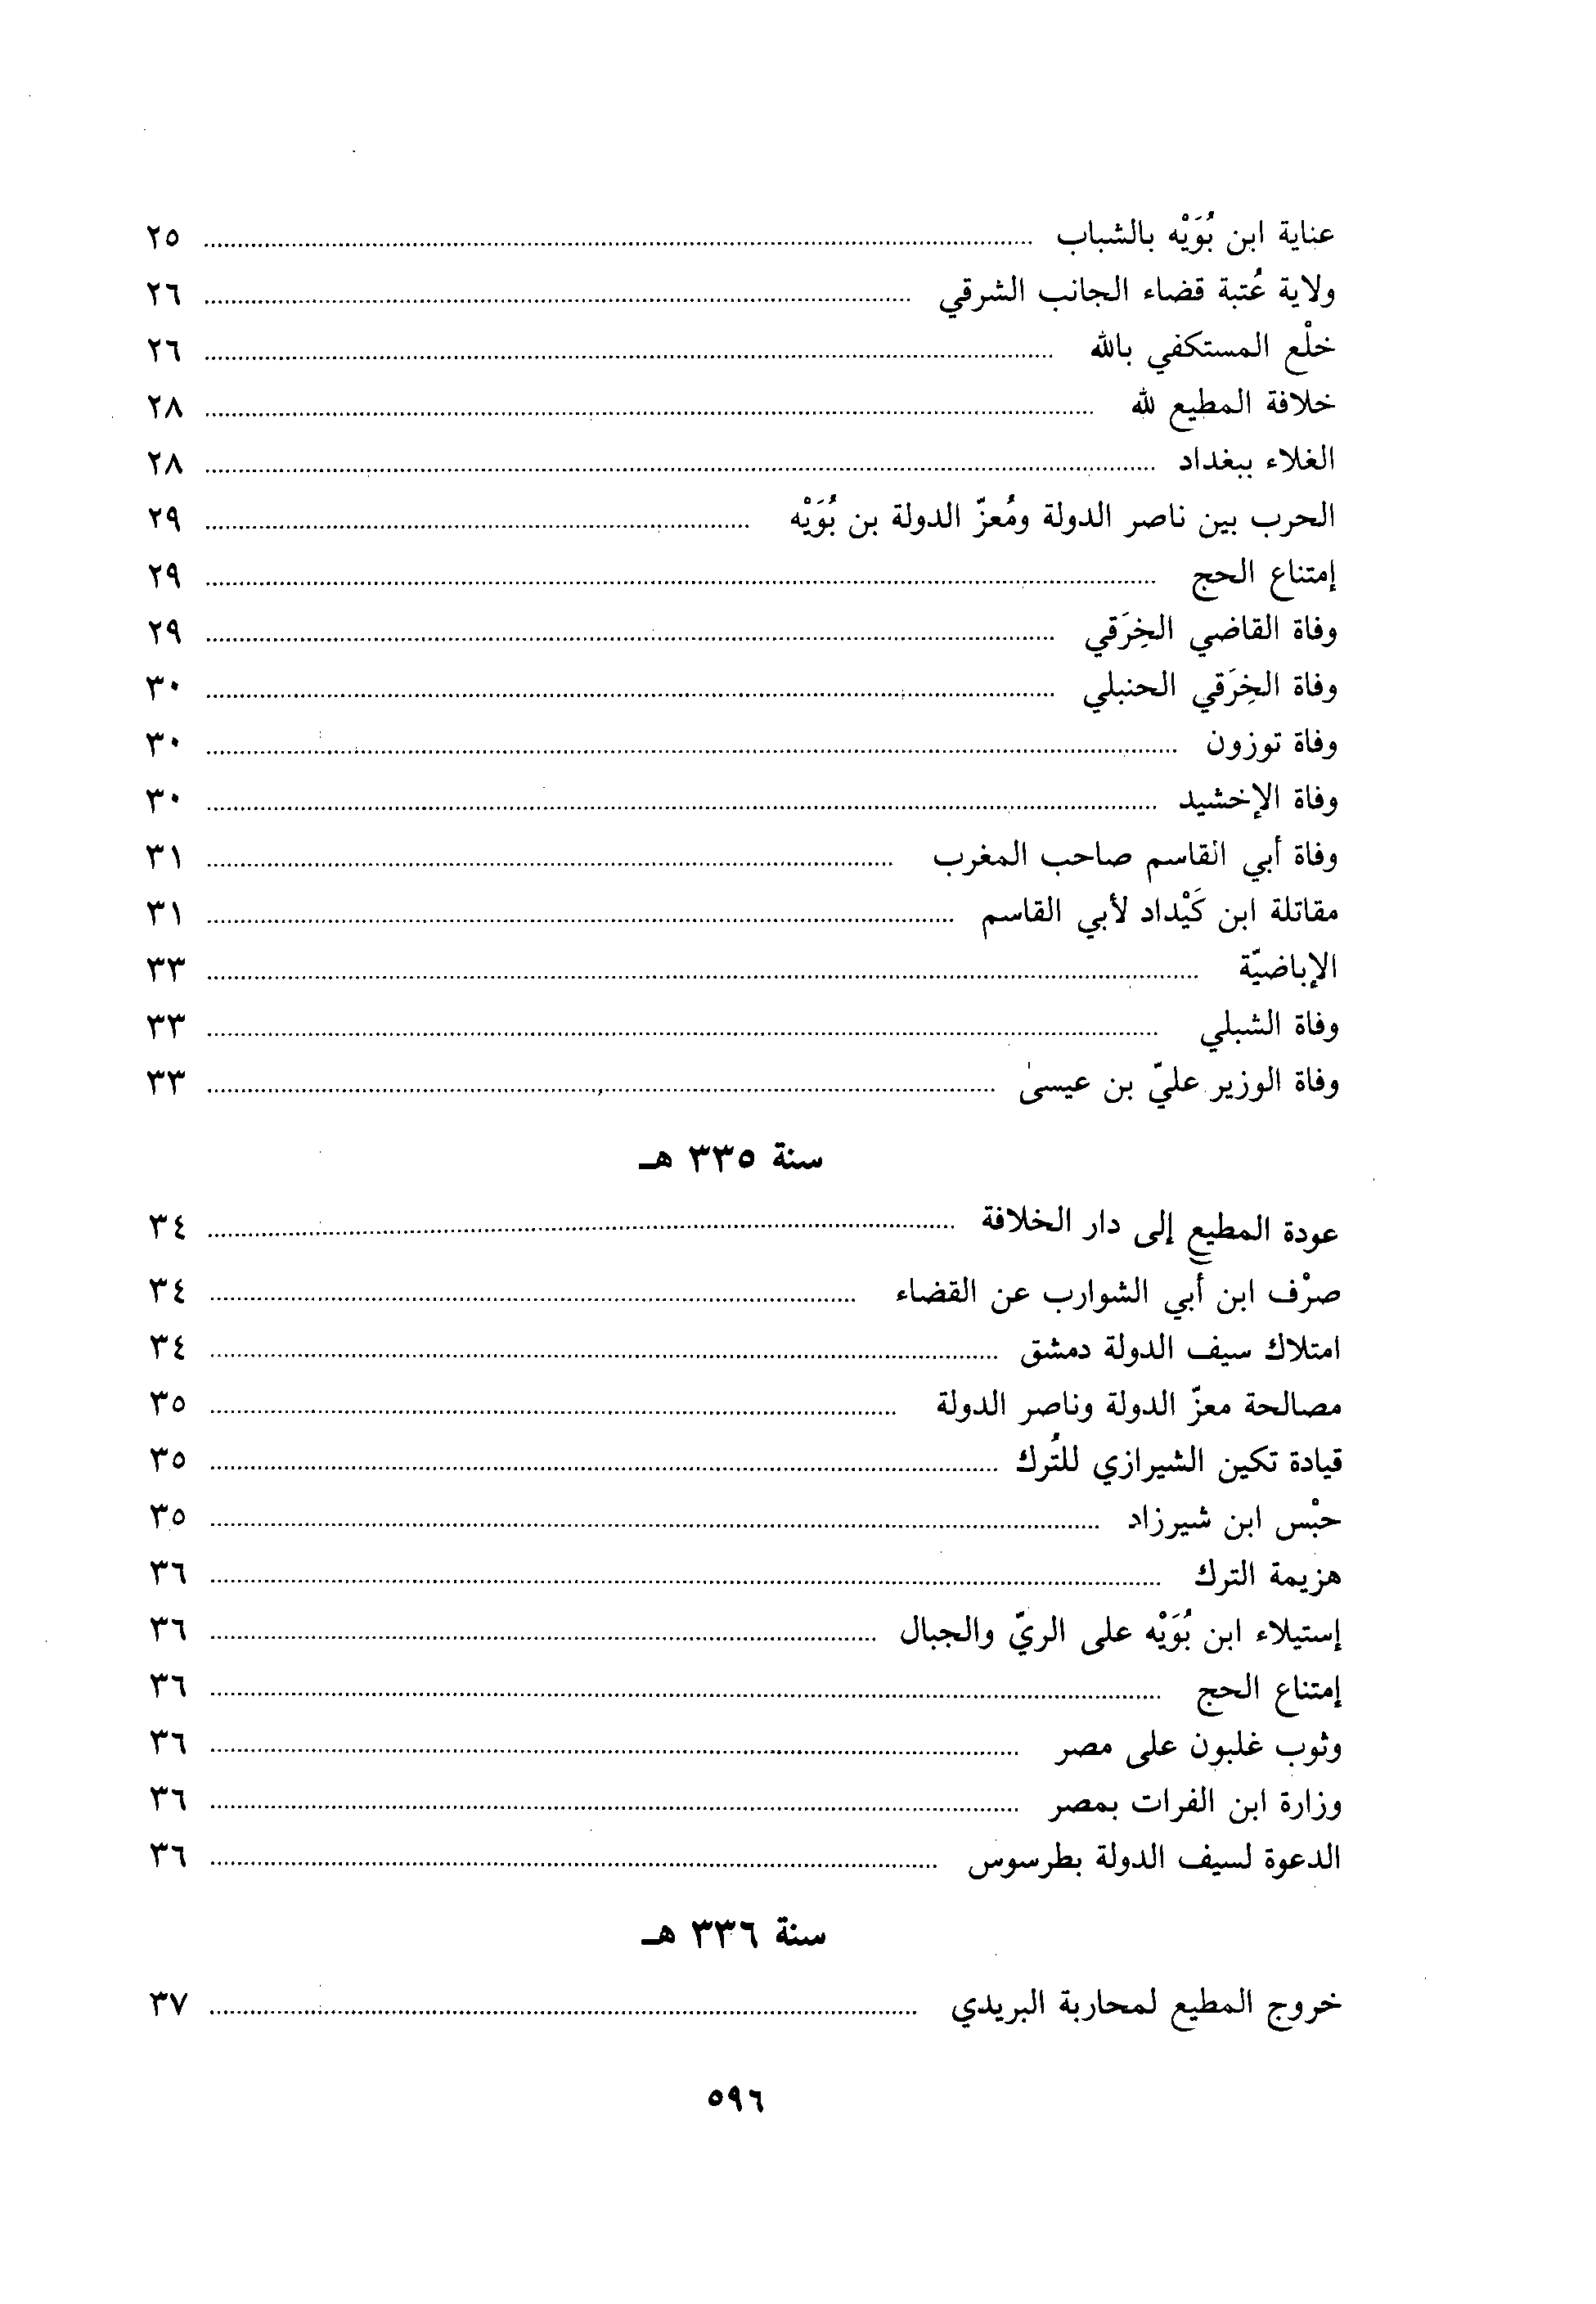 عناية ابن بُوَيْه بالشباب ........ ٢٥
ولاية عُتبة قضاء الجانب الشرقي ........ ٢٦
خلْع المستكفي بالله ........ ٢٦
خلافة المطيع لله ........ ٢٨
الغلاء ببغداد ........ ٢٨
الحرب بين ناصر الدولة ومُعزّ الدولة بن بُوَيْه ........ ٢٩
إمتناع الحج ........ ٢٩
وفاة القاضي الخِرَقي ........ ٢٩
وفاة الخِرَقي الحنبلي ........ ٣٠
وفاة توزون ........ ٣٠
وفاة الإخشيد ........ ٣٠
وفاة أبي القاسم صاحب المغرب ........ ٣١
مقاتلة ابن كَيْداد لأبي القاسم ........ ٣١
الإباضيّة ........ ٣٣
وفاة الشبلي ........ ٣٣
وفاة الوزير عليّ بن عيسىٰ ........ ٣٣
سنة ٣٣٥ هـ
عودة المطيع إلى دار الخلافة ........ ٣٤
صرْف ابن أبي الشوارب عن القضاء ........ ٣٤
امتلاك سيف الدولة دمشق ........ ٣٤
مصالحة معزّ الدولة وناصر الدولة ........ ٣٥
قيادة تكين الشيرازي للتُرك ........ ٣٥
حبْس ابن شيرزاد ........ ٣٥
هزيمة الترك ........ ٣٦
إستيلاء ابن بُوَيْه على الريّ والجبال ........ ٣٦
إمتناع الحج ........ ٣٦
وثوب غلبون على مصر ........ ٣٦
وزارة ابن الفرات بمصر ........ ٣٦
الدعوة لسيف الدولة بطرسوس ........ ٣٦
سنة ٣٣٦ هـ
خروج المطيع لمحاربة البريدي ........ ٣٧
٥٩٦